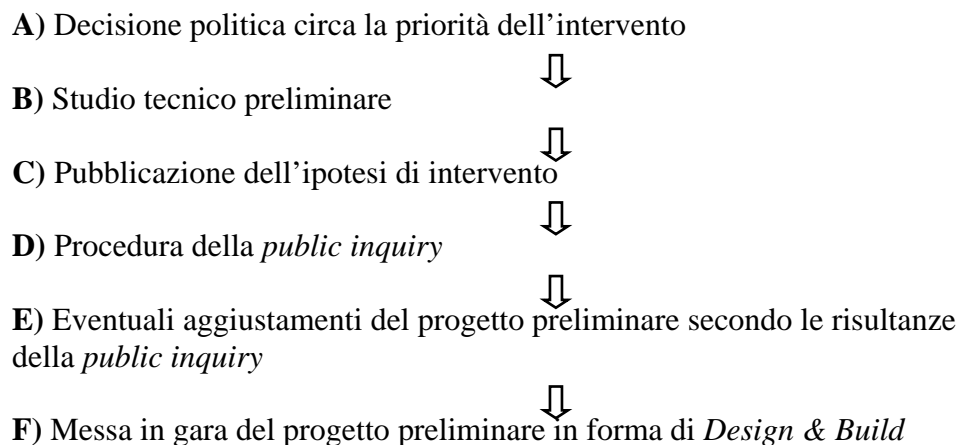 A) Decisione politica circa la priorità dell’intervento
B) Studio tecnico preliminare
C) Pubblicazione dell’ipotesi di intervento
D) Procedura della public inquiry
E) Eventuali aggiustamenti del progetto preliminare secondo le risultanze
della public inquiry
F) Messa in gara del progetto preliminare in forma di Design & Build